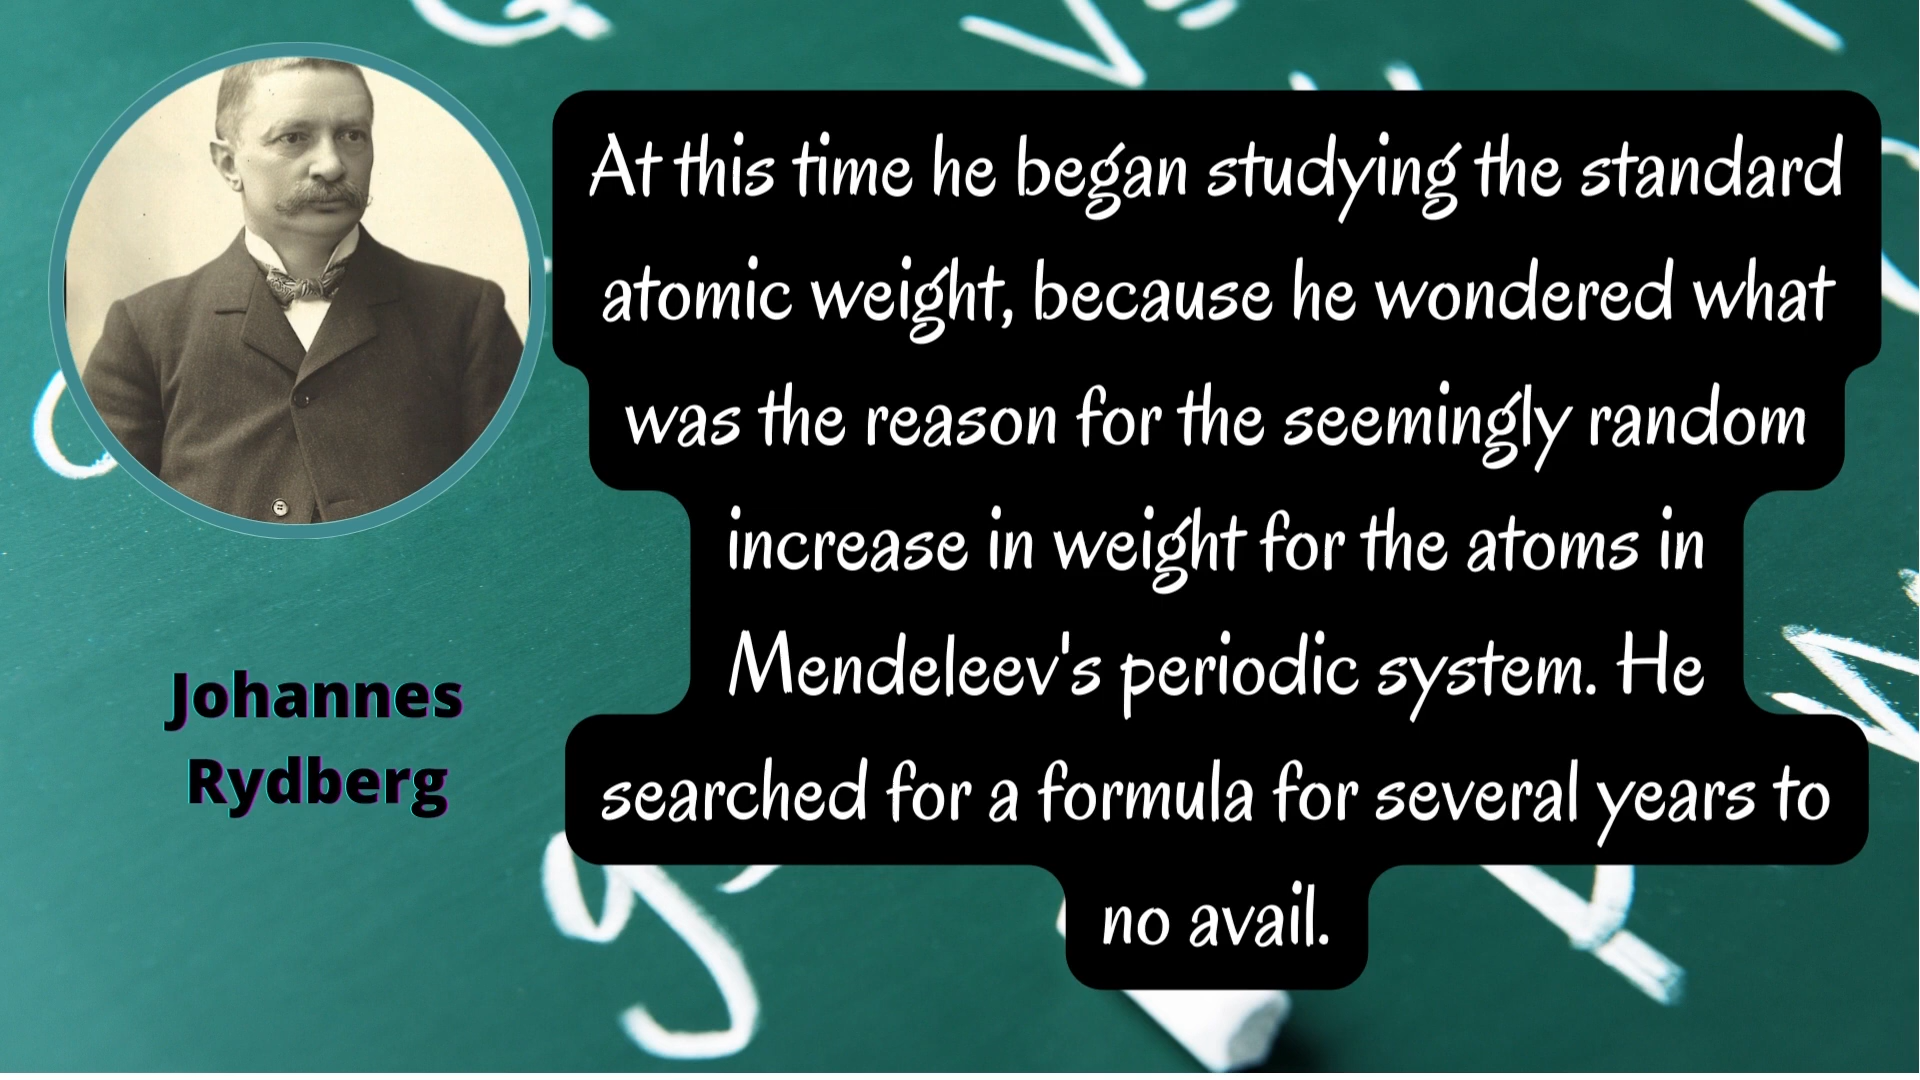 At this time he began studying the standard
atomic weight, because he wondered what
was the reason for the seemingly random
increase in weight for the atoms in
Mendeleev's periodic system. He
searched for a formula for several years to
no avail.
Johannes
Rydberg